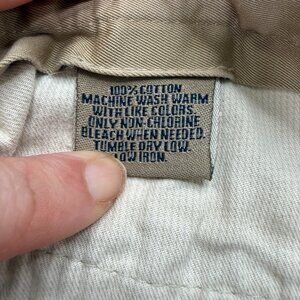 100% COTTON
MACHINE WASH WARM
WITH LIKE COLORS.
ONLY NON-CHLORINE
BLEACH WHEN NEEDED.
TUMBLE DRY LOW.
LOW IRON.